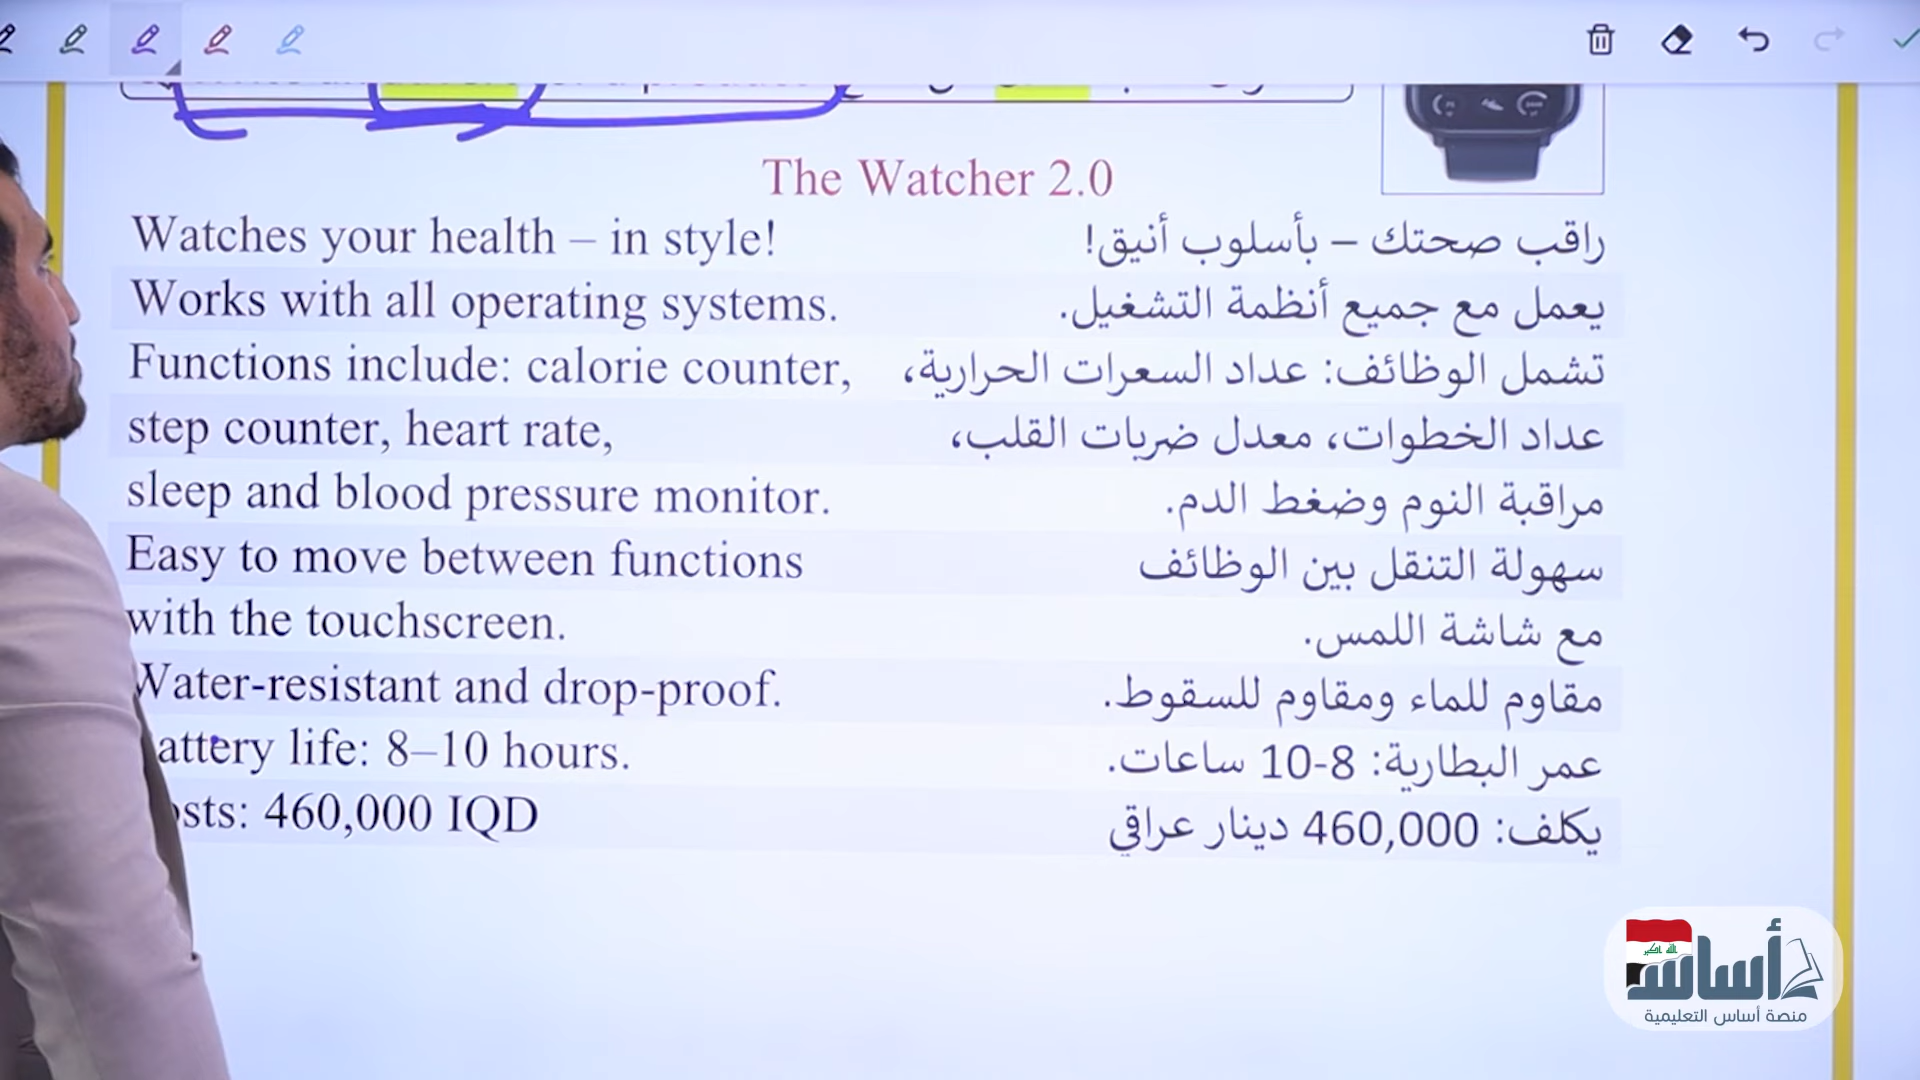 The Watcher 2.0
Watches your health – in style!
راقب صحتك – بأسلوب أنيق!
Works with all operating systems.
يعمل مع جميع أنظمة التشغيل.
Functions include: calorie counter,
تشمل الوظائف: عداد السعرات الحرارية،
step counter, heart rate,
عداد الخطوات، معدل ضربات القلب،
sleep and blood pressure monitor.
مراقبة النوم وضغط الدم.
Easy to move between functions
سهولة التنقل بين الوظائف
with the touchscreen.
مع شاشة اللمس.
Water-resistant and drop-proof.
مقاوم للماء ومقاوم للسقوط.
attery life: 8–10 hours.
عمر البطارية: 8-10 ساعات.
osts: 460,000 IQD
يكلف: 460,000 دينار عراقي
أساس
منصة أساس التعليمية